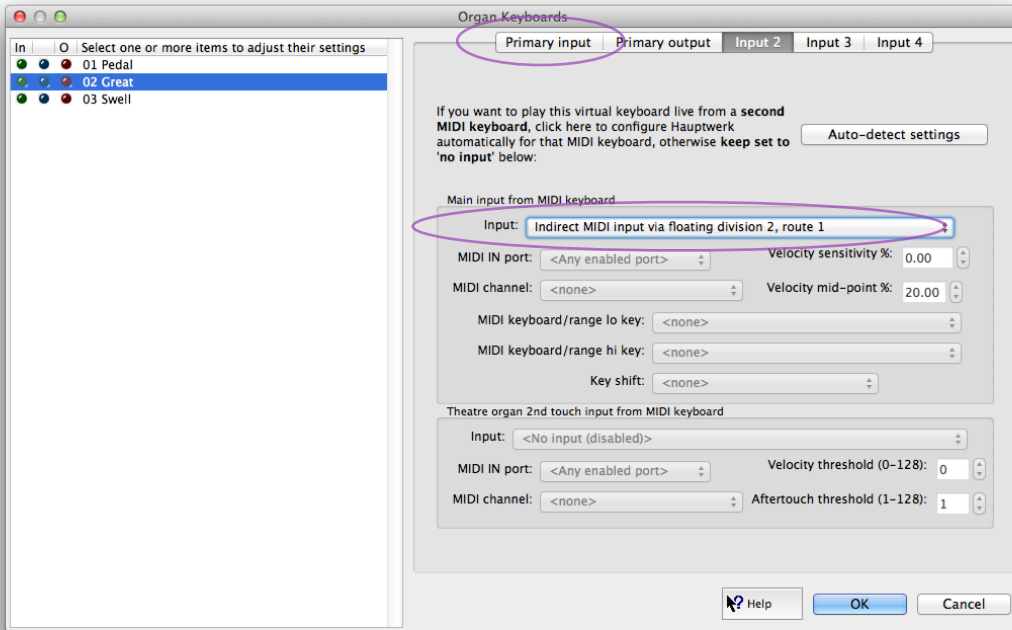 Organ Keyboards
In O Select one or more items to adjust their settings
01 Pedal
02 Great
03 Swell
Primary input Primary output Input 2 Input 3 Input 4
If you want to play this virtual keyboard live from a second
MIDI keyboard, click here to configure Hauptwerk
automatically for that MIDI keyboard, otherwise keep set to
'no input' below:
Auto-detect settings
Main input from MIDI keyboard
Input: Indirect MIDI input via floating division 2, route 1
MIDI IN port: <Any enabled port> Velocity sensitivity %: 0.00
MIDI channel: <none> Velocity mid-point %: 20.00
MIDI keyboard/range lo key: <none>
MIDI keyboard/range hi key: <none>
Key shift: <none>
Theatre organ 2nd touch input from MIDI keyboard
Input: <No input (disabled)>
MIDI IN port: <Any enabled port> Velocity threshold (0-128): 0
MIDI channel: <none> Aftertouch threshold (1-128): 1
? Help OK Cancel